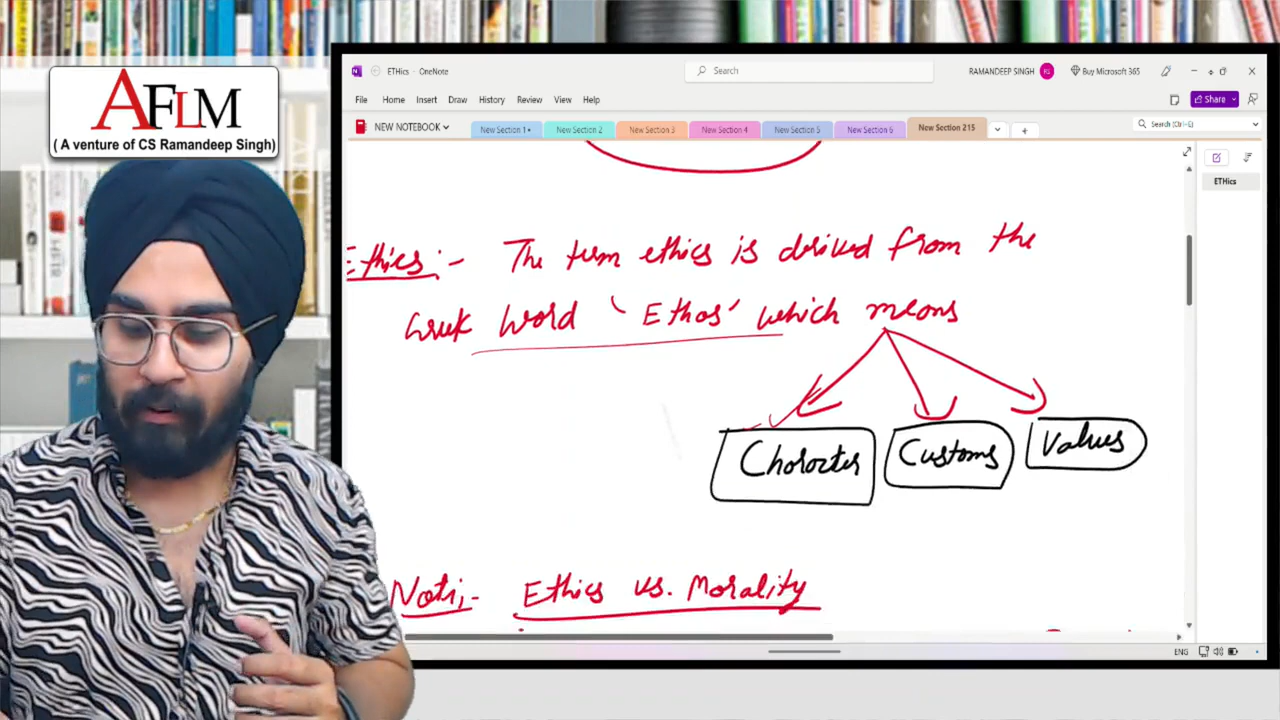 AFLM
( A venture of CS Ramandeep Singh)
ETHics - OneNote
Search
RAMANDEEP SINGH
RS
Buy Microsoft 365
File Home Insert Draw History Review View Help
Share
NEW NOTEBOOK
New Section 1
New Section 2
New Section 3
New Section 4
New Section 5
New Section 6
New Section 215
+
Search (Ctrl+E)
ETHics
Ethics:- The term ethics is derived from the
Greek Word 'Ethos' which means
Character Customs Values
Note:- Ethics vs. Morality
ENG